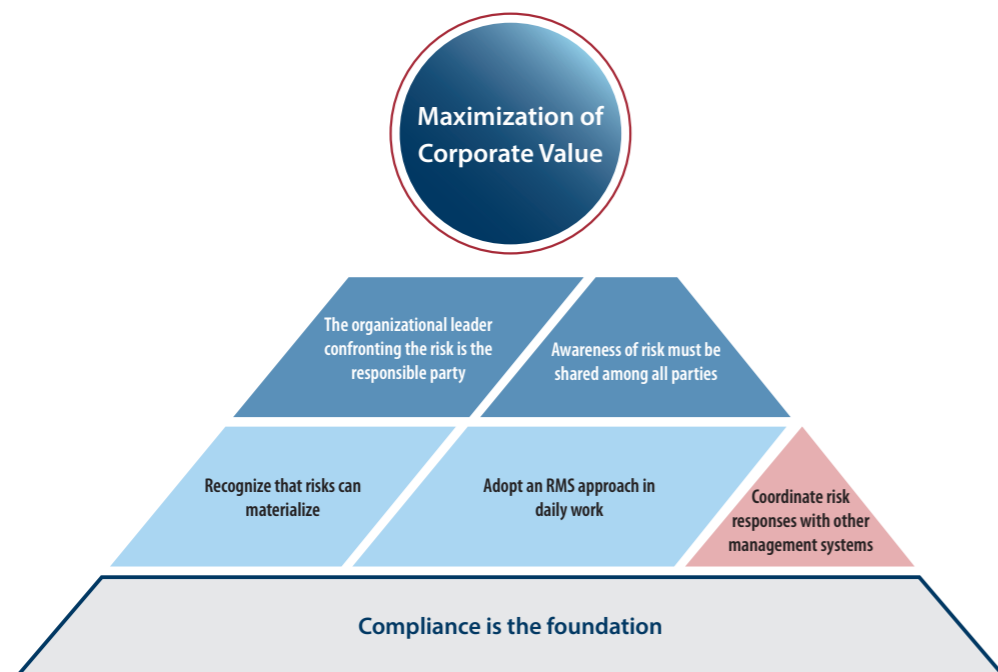 Maximization of
Corporate Value
The organizational leader
confronting the risk is the
responsible party
Awareness of risk must be
shared among all parties
Recognize that risks can
materialize
Adopt an RMS approach in
daily work
Coordinate risk
responses with other
management systems
Compliance is the foundation